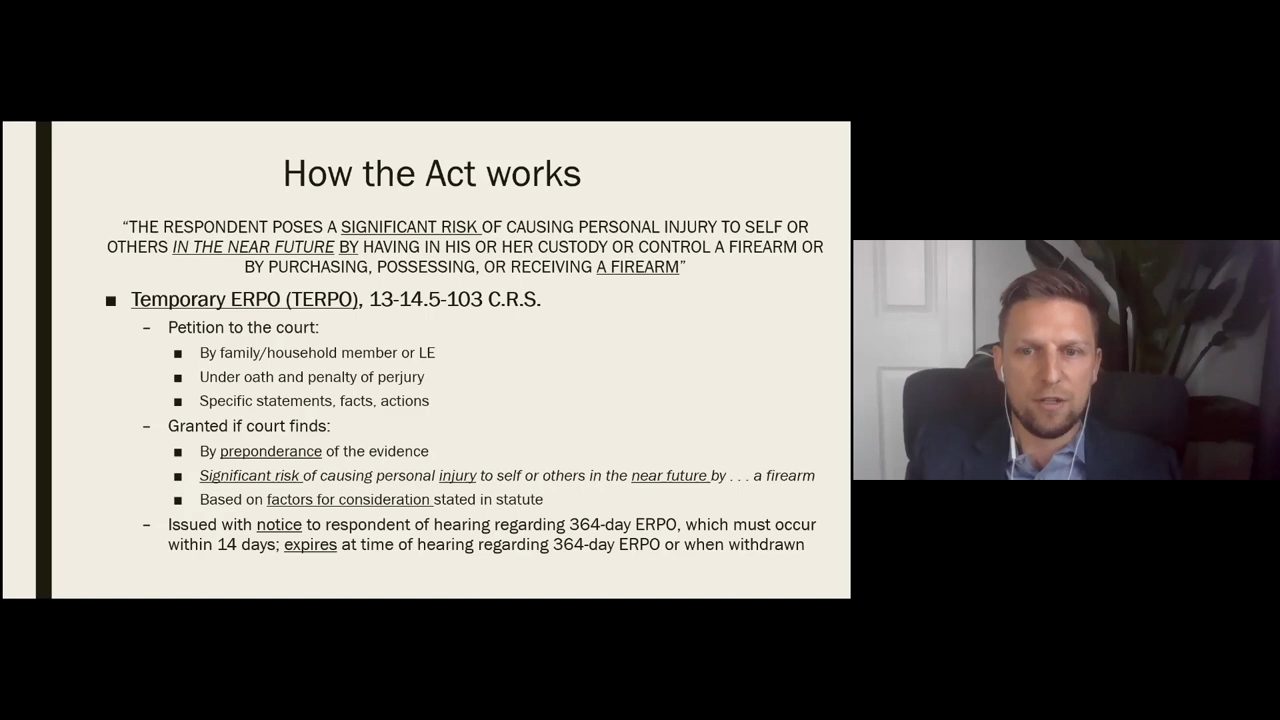 How the Act works
“THE RESPONDENT POSES A SIGNIFICANT RISK OF CAUSING PERSONAL INJURY TO SELF OR
OTHERS IN THE NEAR FUTURE BY HAVING IN HIS OR HER CUSTODY OR CONTROL A FIREARM OR
BY PURCHASING, POSSESSING, OR RECEIVING A FIREARM”
■ Temporary ERPO (TERPO), 13-14.5-103 C.R.S.
– Petition to the court:
■ By family/household member or LE
■ Under oath and penalty of perjury
■ Specific statements, facts, actions
– Granted if court finds:
■ By preponderance of the evidence
■ Significant risk of causing personal injury to self or others in the near future by . . . a firearm
■ Based on factors for consideration stated in statute
– Issued with notice to respondent of hearing regarding 364-day ERPO, which must occur
within 14 days; expires at time of hearing regarding 364-day ERPO or when withdrawn